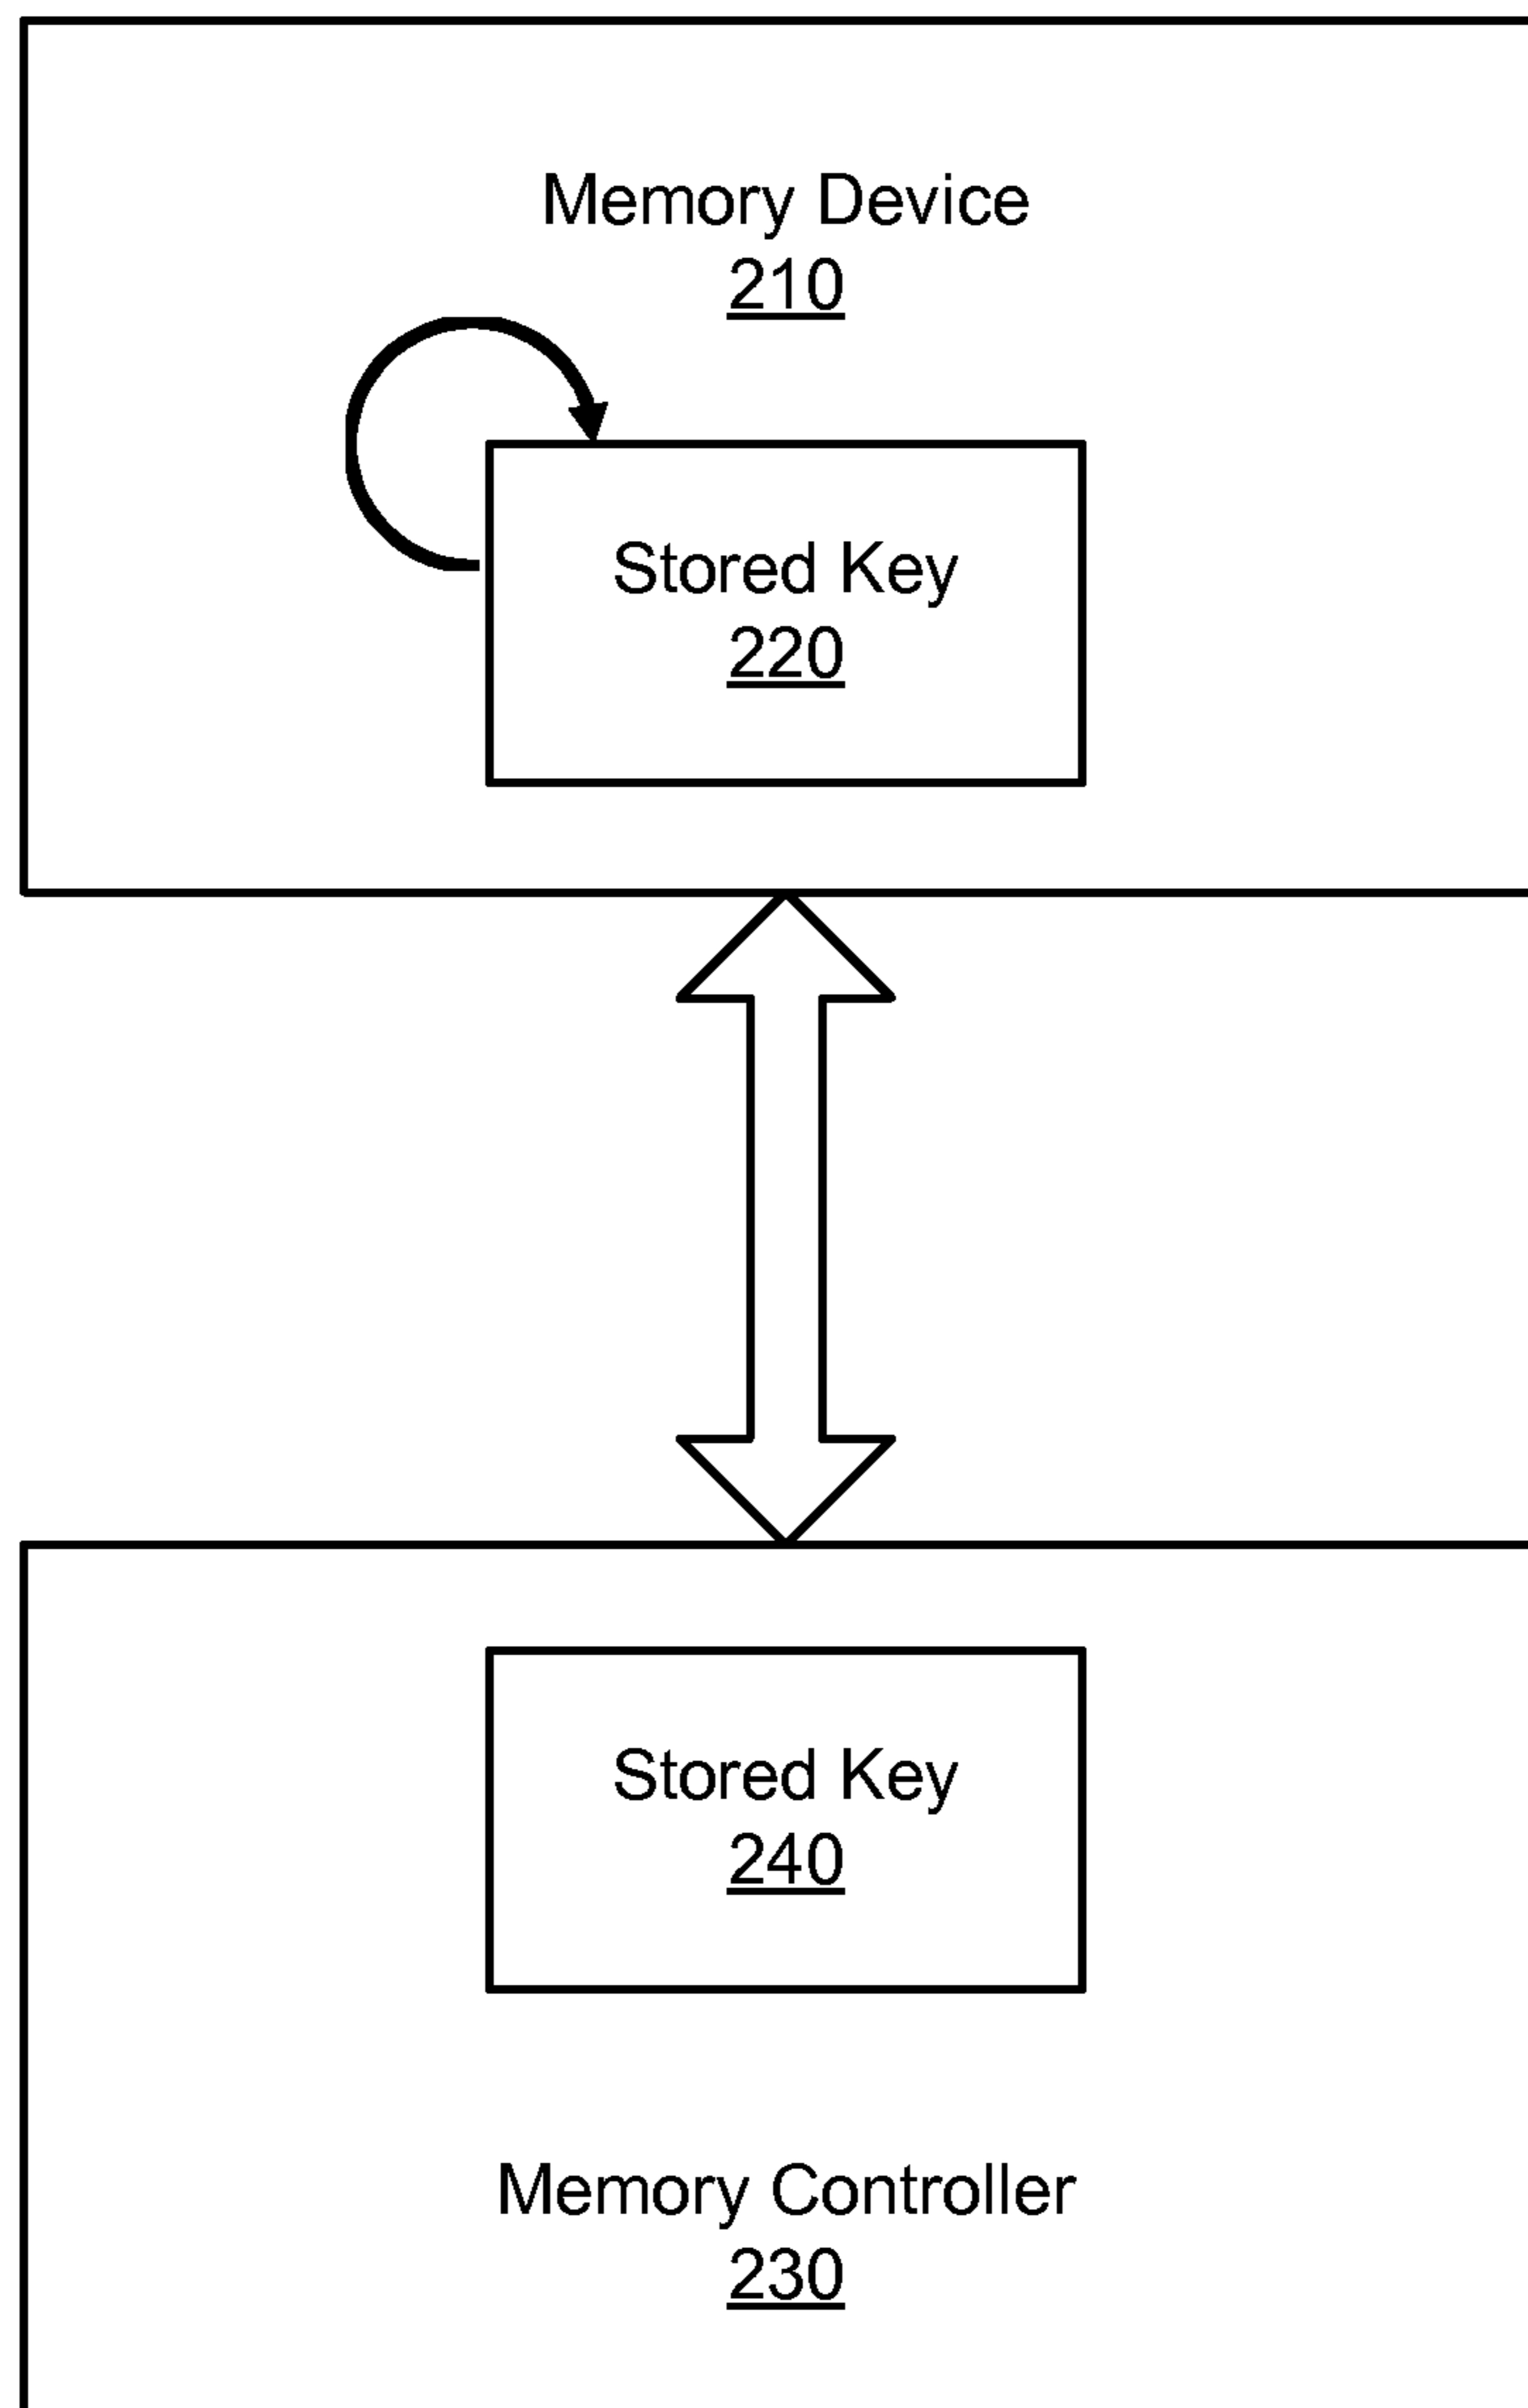 Memory Device
210
Stored Key
220
Stored Key
240
Memory Controller
230